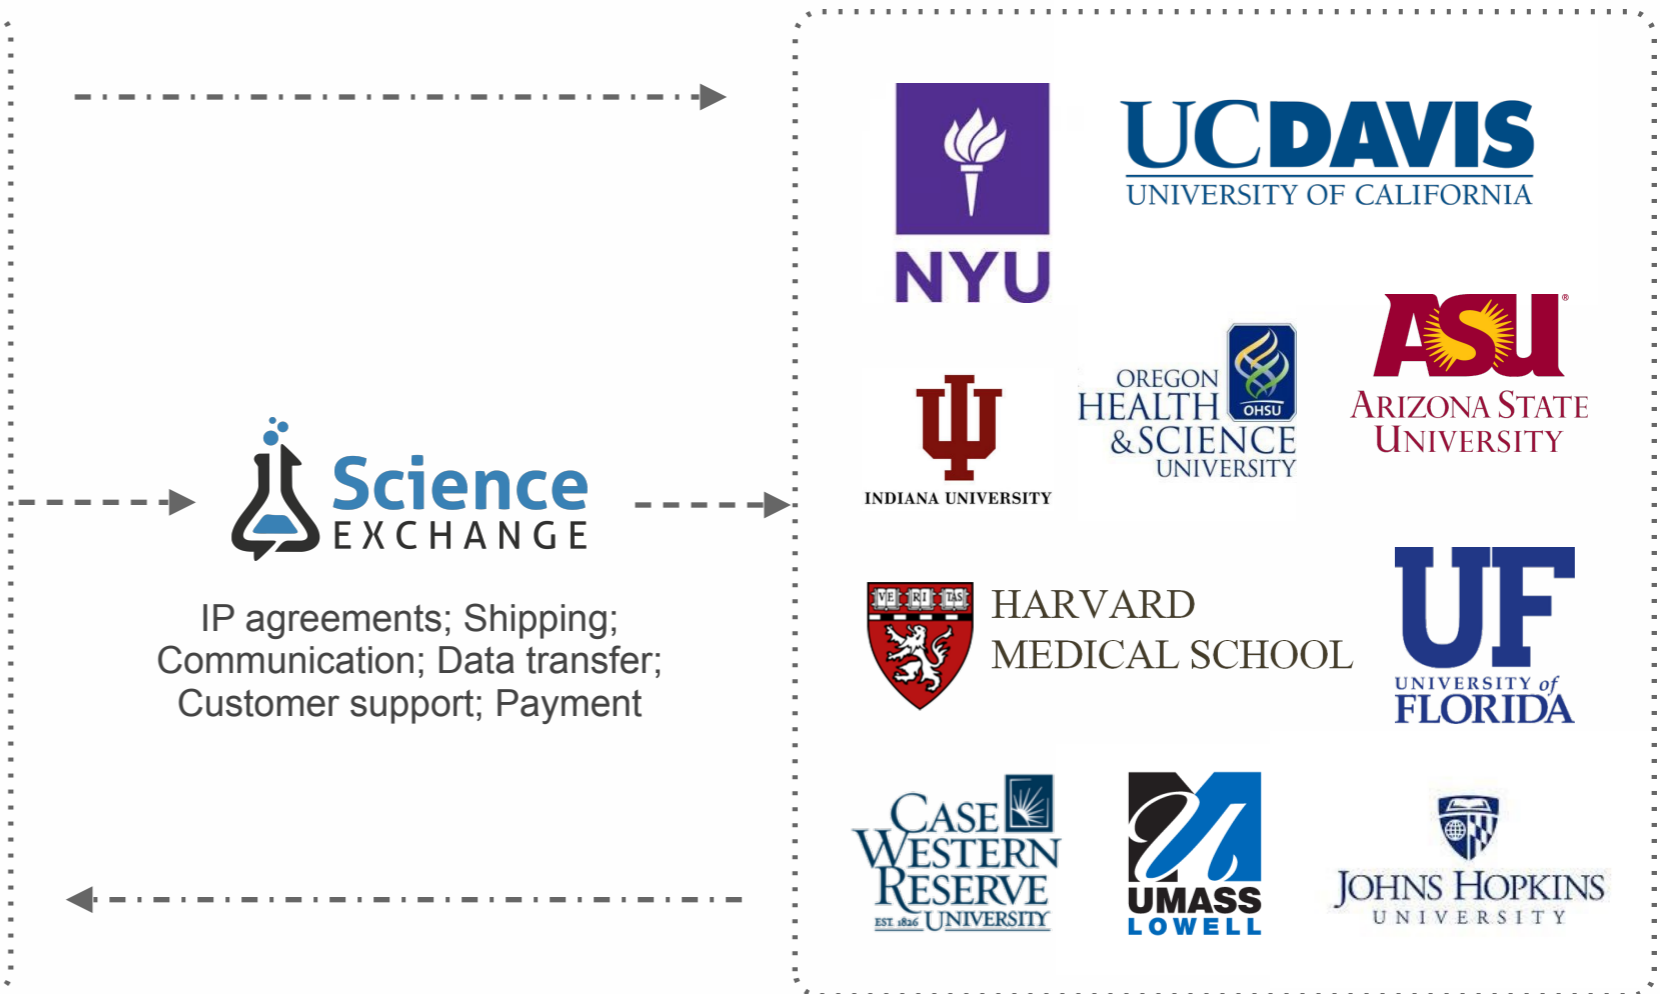 NYU
UCDAVIS
UNIVERSITY OF CALIFORNIA
ASU®
ARIZONA STATE
UNIVERSITY
OREGON
HEALTH
OHSU
& SCIENCE
UNIVERSITY
INDIANA UNIVERSITY
Science
EXCHANGE
IP agreements; Shipping;
Communication; Data transfer;
Customer support; Payment
VE RI TAS
HARVARD
MEDICAL SCHOOL
UF
UNIVERSITY of
FLORIDA
CASE
WESTERN
RESERVE
EST. 1826 UNIVERSITY
UMASS
LOWELL
JOHNS HOPKINS
UNIVERSITY